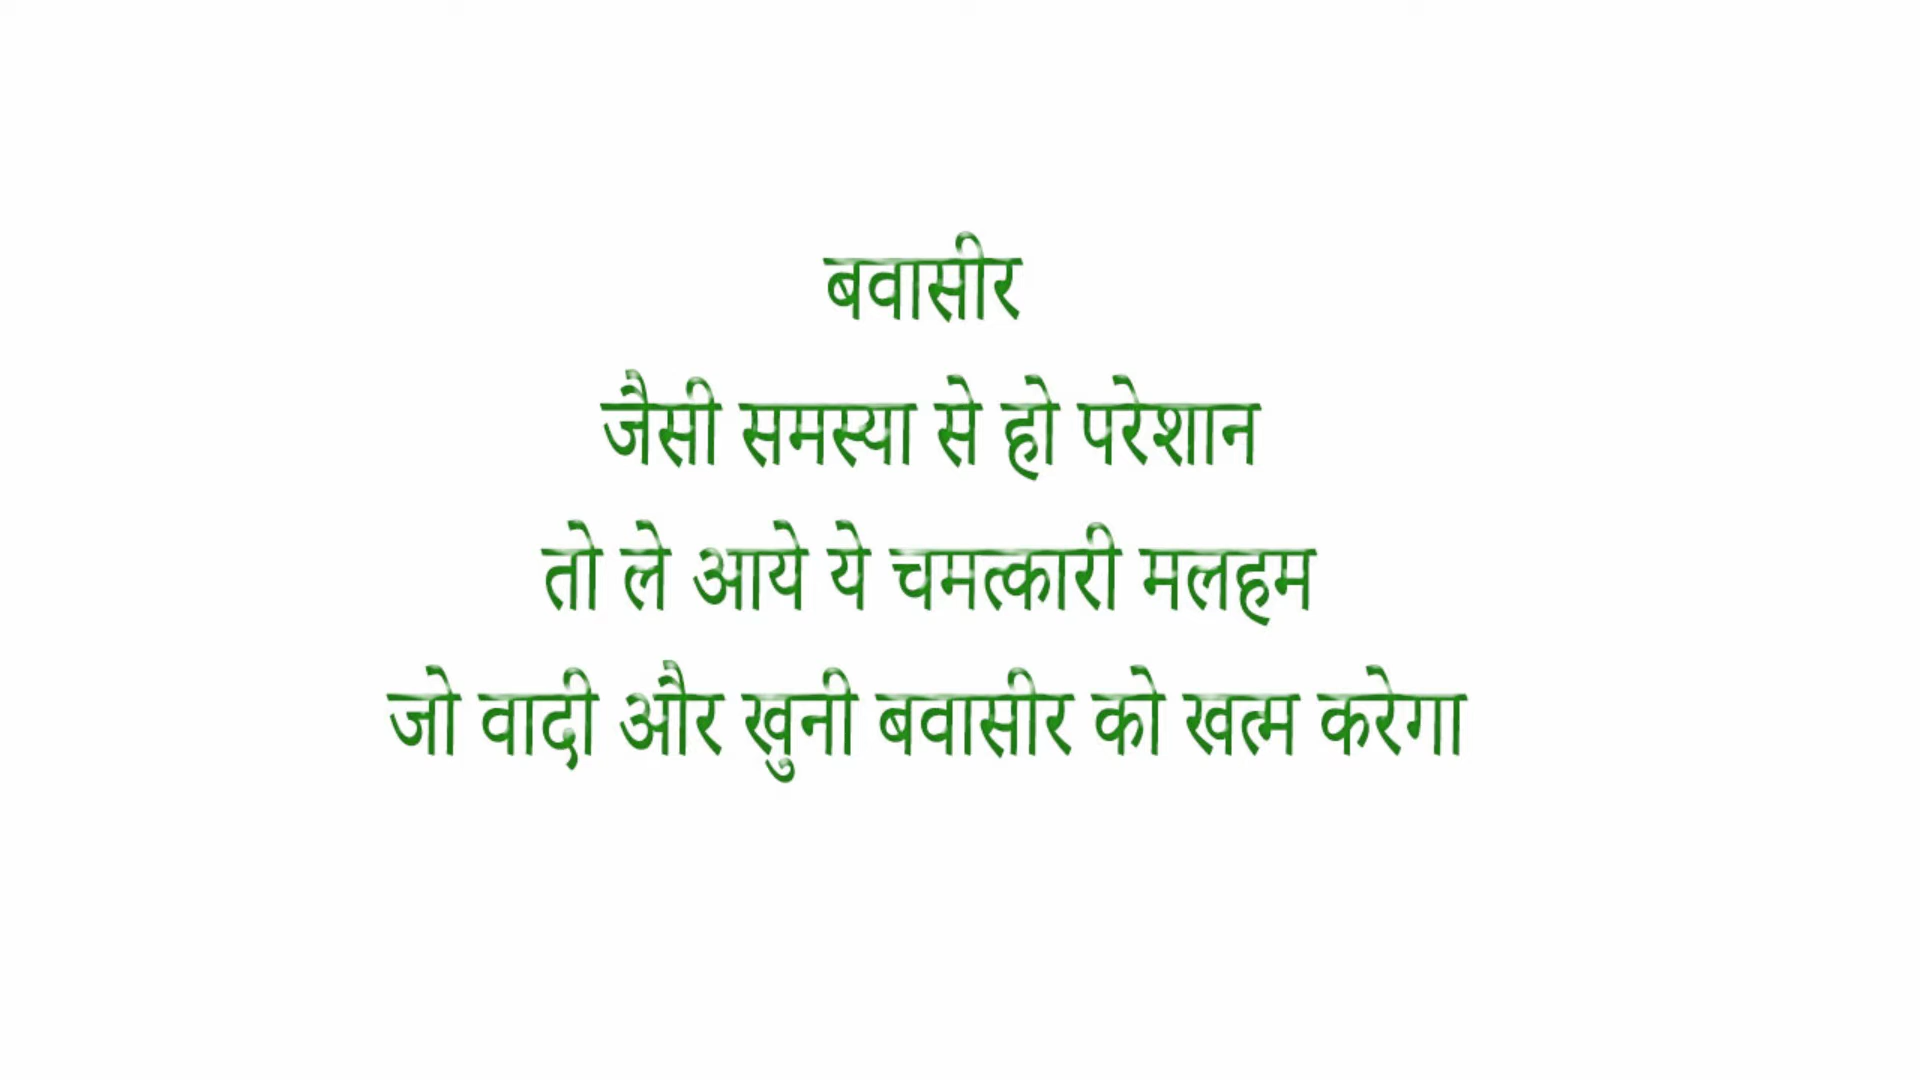 बवासीर
जैसी समस्या से हो परेशान
तो ले आये ये चमत्कारी मलहम
जो वादी और खुनी बवासीर को खत्म करेगा